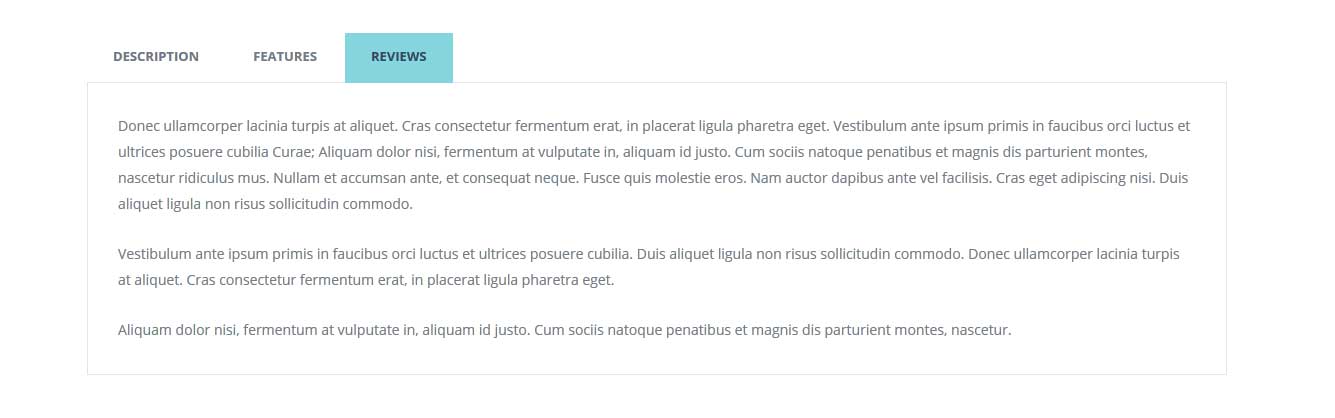 DESCRIPTION FEATURES REVIEWS
Donec ullamcorper lacinia turpis at aliquet. Cras consectetur fermentum erat, in placerat ligula pharetra eget. Vestibulum ante ipsum primis in faucibus orci luctus et
ultrices posuere cubilia Curae; Aliquam dolor nisi, fermentum at vulputate in, aliquam id justo. Cum sociis natoque penatibus et magnis dis parturient montes,
nascetur ridiculus mus. Nullam et accumsan ante, et consequat neque. Fusce quis molestie eros. Nam auctor dapibus ante vel facilisis. Cras eget adipiscing nisi. Duis
aliquet ligula non risus sollicitudin commodo.
Vestibulum ante ipsum primis in faucibus orci luctus et ultrices posuere cubilia. Duis aliquet ligula non risus sollicitudin commodo. Donec ullamcorper lacinia turpis
at aliquet. Cras consectetur fermentum erat, in placerat ligula pharetra eget.
Aliquam dolor nisi, fermentum at vulputate in, aliquam id justo. Cum sociis natoque penatibus et magnis dis parturient montes, nascetur.